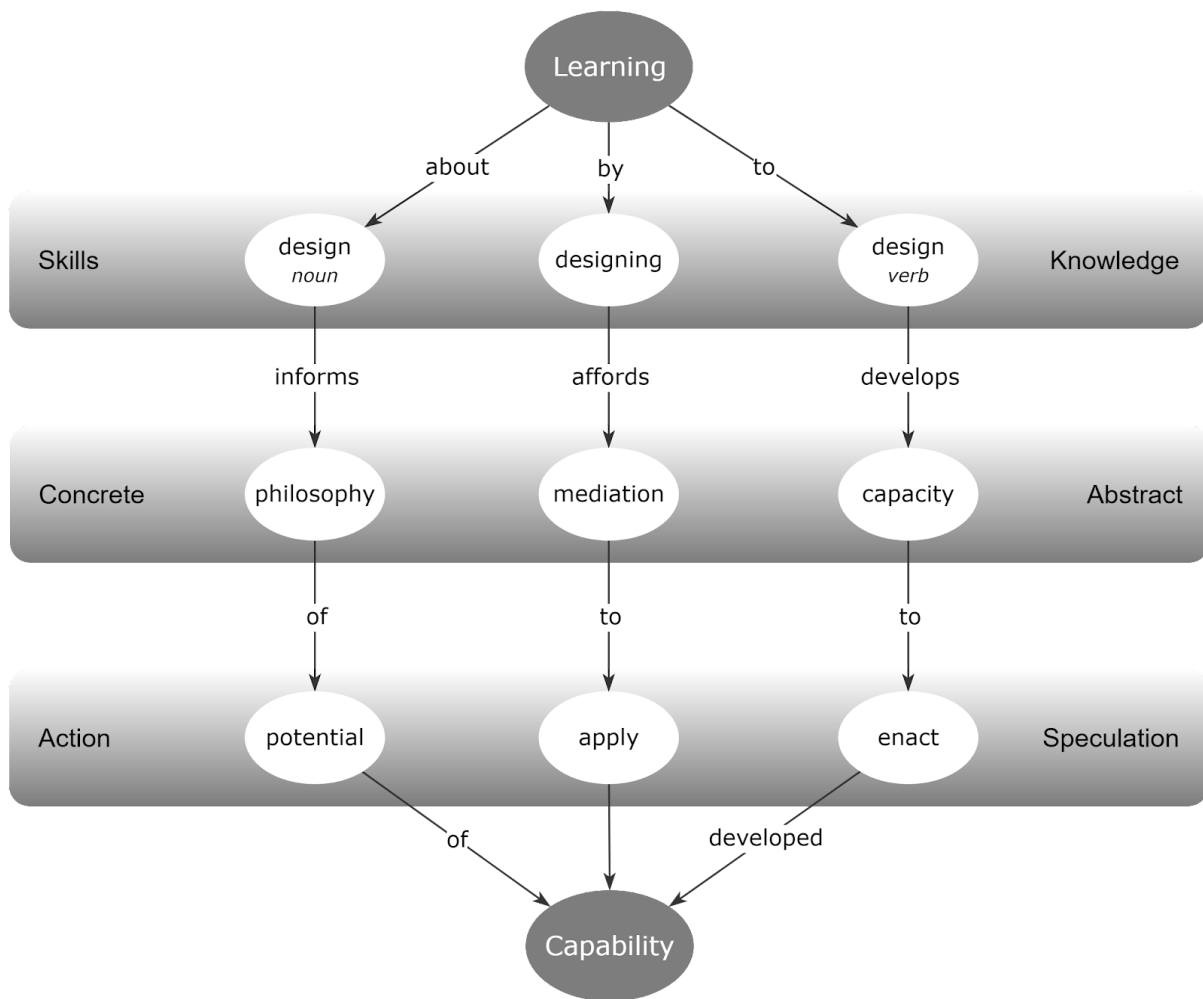 Learning
about
by
to
Skills
design
noun
designing
design
verb
Knowledge
informs
affords
develops
Concrete
philosophy
mediation
capacity
Abstract
of
to
to
Action
potential
apply
enact
Speculation
of
developed
Capability